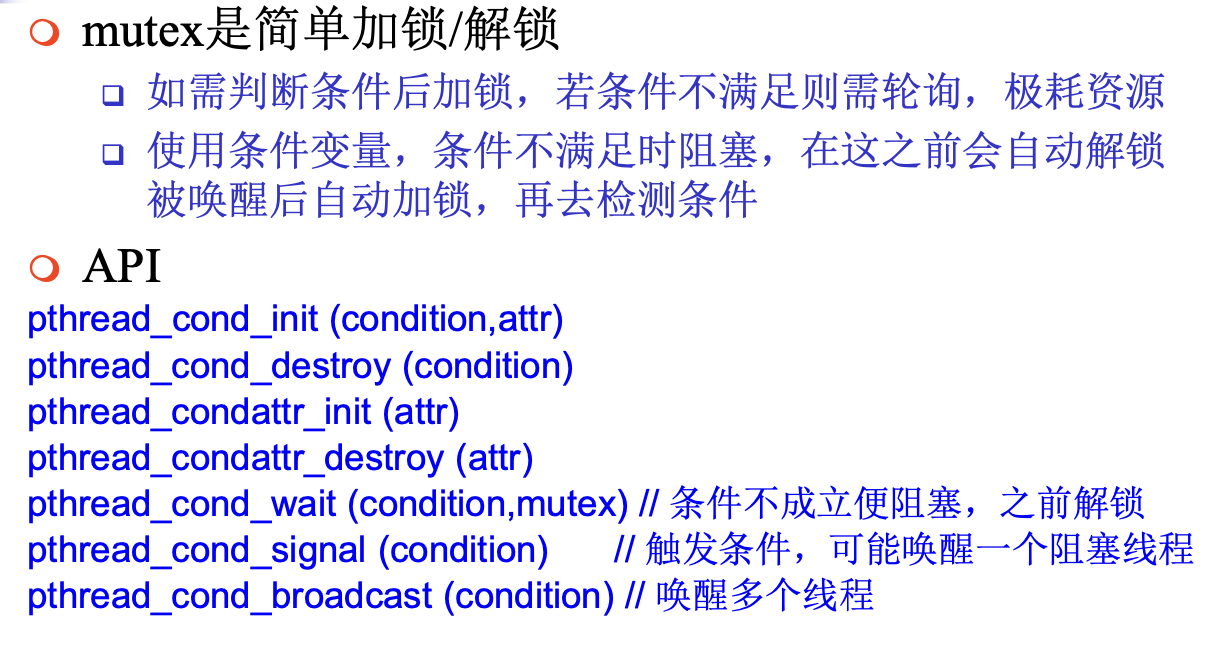 mutex是简单加锁/解锁
如需判断条件后加锁，若条件不满足则需轮询，极耗资源
使用条件变量，条件不满足时阻塞，在这之前会自动解锁
被唤醒后自动加锁，再去检测条件
API
pthread_cond_init (condition,attr)
pthread_cond_destroy (condition)
pthread_condattr_init (attr)
pthread_condattr_destroy (attr)
pthread_cond_wait (condition,mutex) // 条件不成立便阻塞，之前解锁
pthread_cond_signal (condition) // 触发条件，可能唤醒一个阻塞线程
pthread_cond_broadcast (condition) // 唤醒多个线程